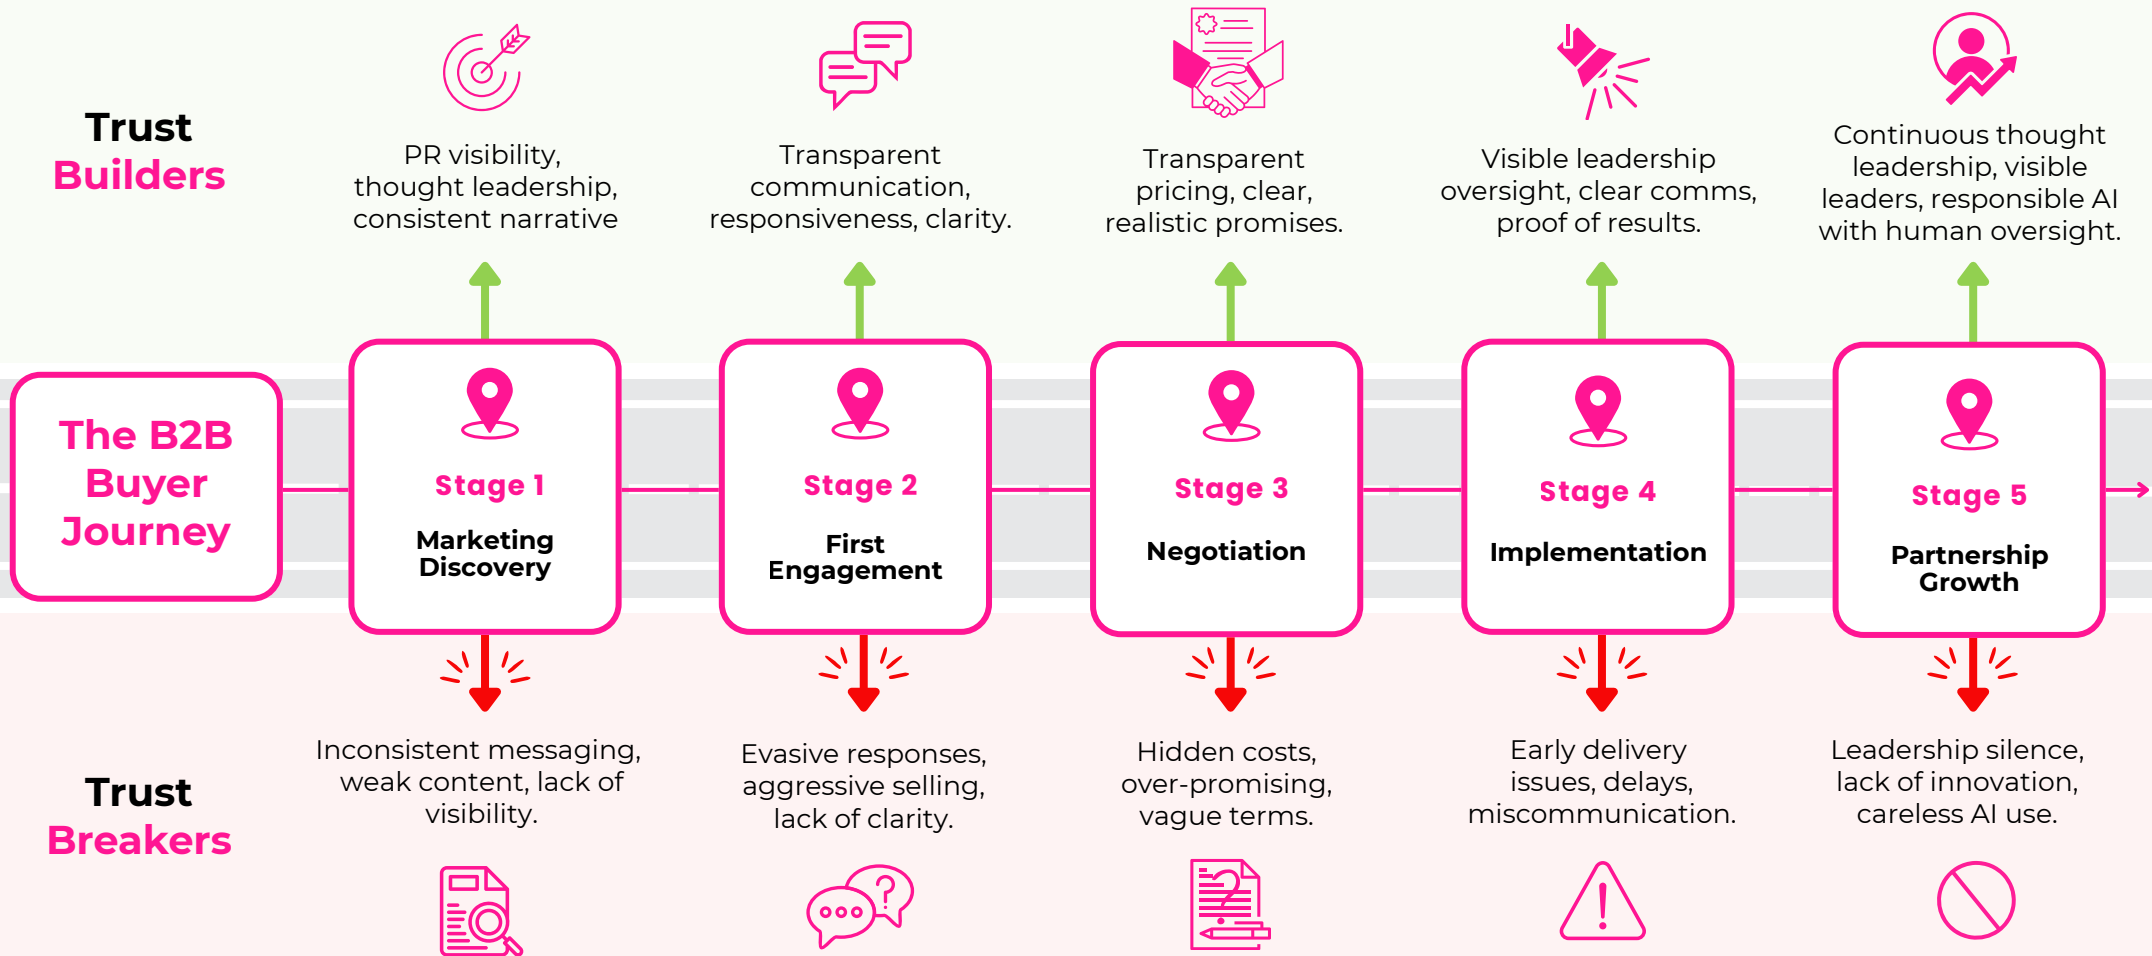 Trust
Builders
PR visibility,
thought leadership,
consistent narrative
Transparent
communication,
responsiveness, clarity.
Transparent
pricing, clear,
realistic promises.
Visible leadership
oversight, clear comms,
proof of results.
Continuous thought
leadership, visible
leaders, responsible AI
with human oversight.
The B2B
Buyer
Journey
Stage 1
Marketing
Discovery
Stage 2
First
Engagement
Stage 3
Negotiation
Stage 4
Implementation
Stage 5
Partnership
Growth
Trust
Breakers
Inconsistent messaging,
weak content, lack of
visibility.
Evasive responses,
aggressive selling,
lack of clarity.
Hidden costs,
over-promising,
vague terms.
Early delivery
issues, delays,
miscommunication.
Leadership silence,
lack of innovation,
careless AI use.